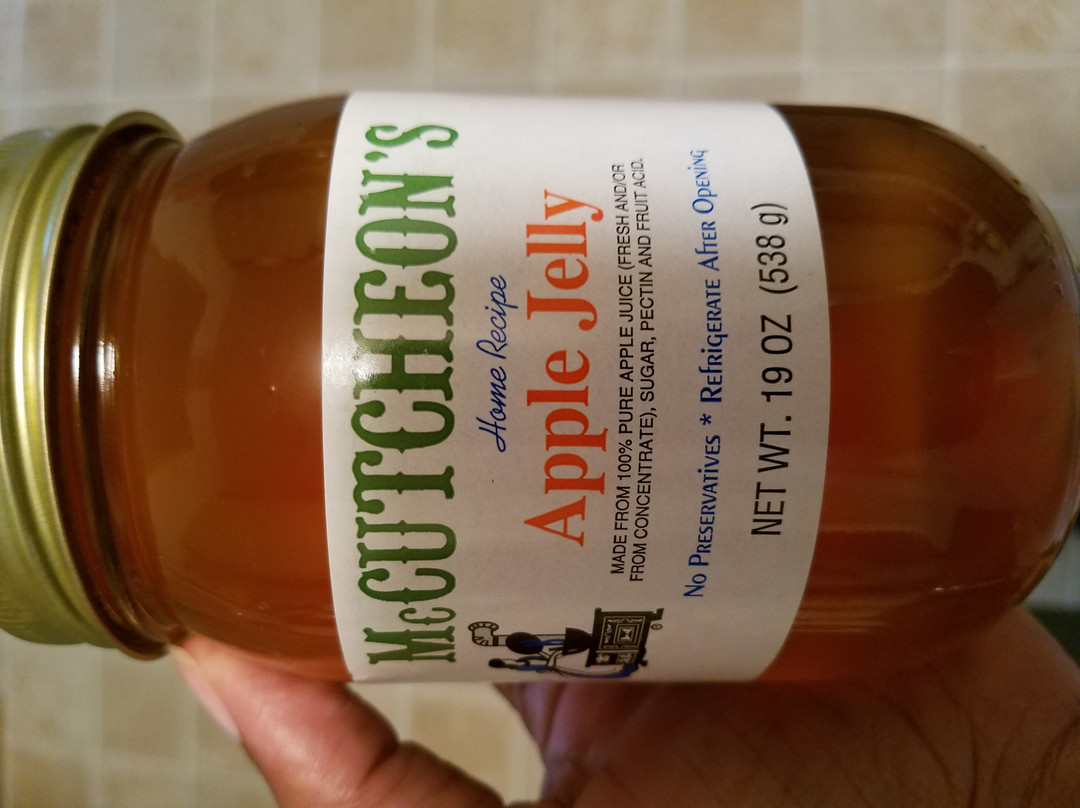 McCUTCHEON'S
Home Recipe
Apple Jelly
MADE FROM 100% PURE APPLE JUICE (FRESH AND/OR
FROM CONCENTRATE), SUGAR, PECTIN AND FRUIT ACID.
No Preservatives * Refrigerate After Opening
NET WT. 19 OZ (538 g)
®